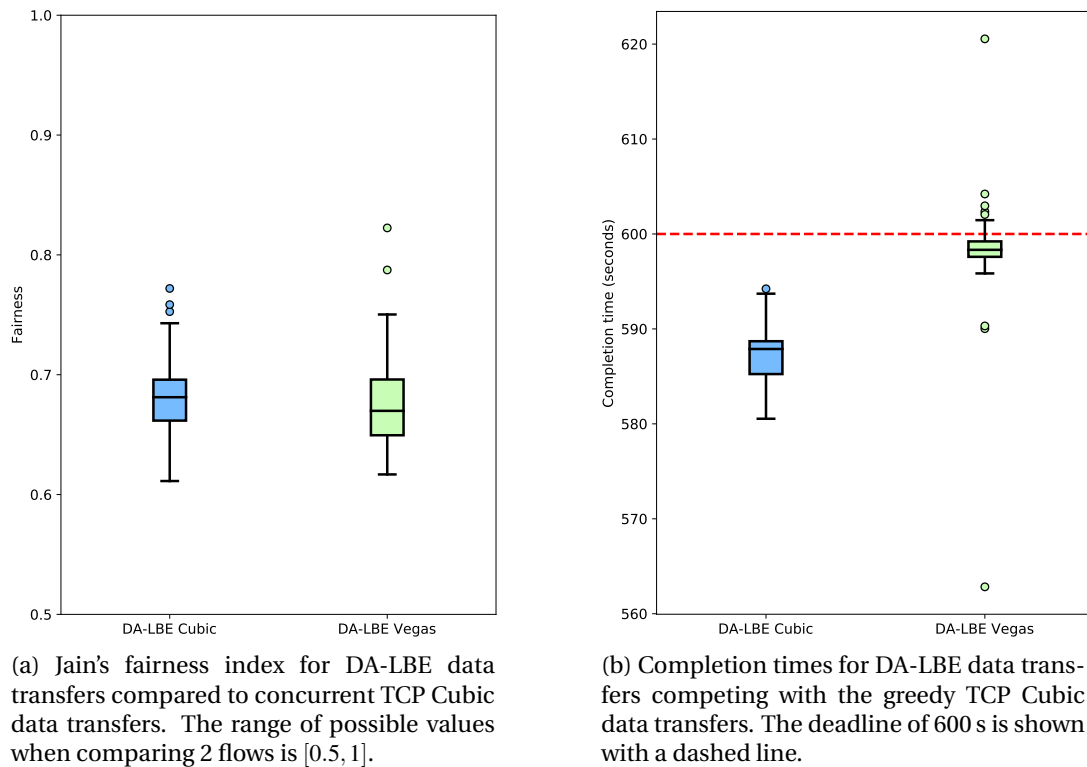 1.0
0.9
0.8
0.7
0.6
0.5
Fairness
DA-LBE Cubic
DA-LBE Vegas
(a) Jain's fairness index for DA-LBE data
transfers compared to concurrent TCP Cubic
data transfers. The range of possible values
when comparing 2 flows is [0.5, 1].
620
610
600
590
580
570
560
Completion time (seconds)
DA-LBE Cubic
DA-LBE Vegas
(b) Completion times for DA-LBE data trans-
fers competing with the greedy TCP Cubic
data transfers. The deadline of 600 s is shown
with a dashed line.